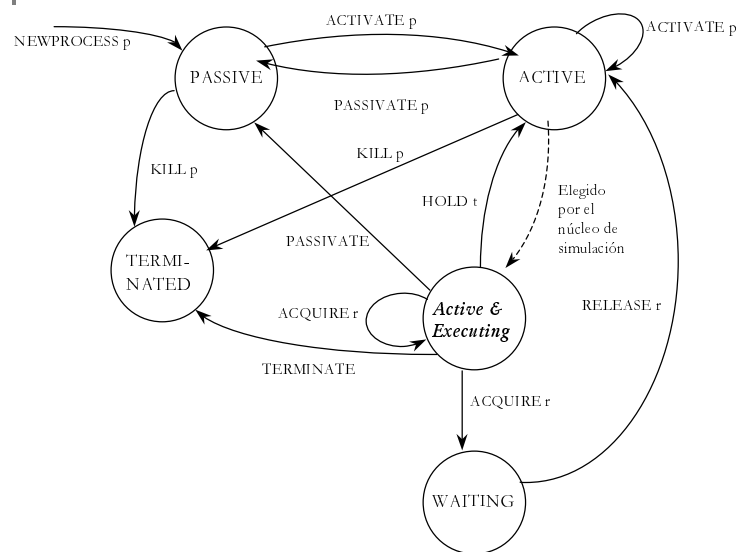 ACTIVATE p
ACTIVATE p
NEWPROCESS p
PASSIVE
ACTIVE
PASSIVATE p
KILL p
KILL p
Elegido
por el
núcleo de
simulación
HOLD t
PASSIVATE
TERMI-
NATED
ACQUIRE r
Active &
Executing
RELEASE r
TERMINATE
ACQUIRE r
WAITING